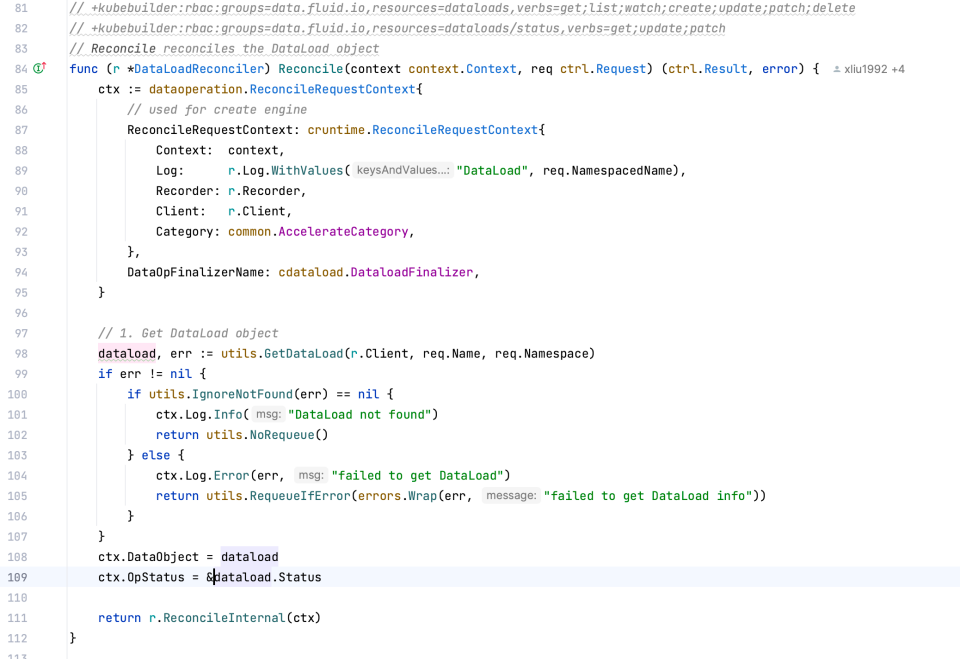 81 // +kubebuilder:rbac:groups=data.fluid.io,resources=dataloads,verbs=get;list;watch;create;update;patch;delete
82 // +kubebuilder:rbac:groups=data.fluid.io,resources=dataloads/status,verbs=get;update;patch
83 // Reconcile reconciles the DataLoad object
84 func (r *DataLoadReconciler) Reconcile(context context.Context, req ctrl.Request) (ctrl.Result, error) { xliu1992 +4
85 ctx := dataoperation.ReconcileRequestContext{
86 // used for create engine
87 ReconcileRequestContext: cruntime.ReconcileRequestContext{
88 Context: context,
89 Log: r.Log.WithValues( keysAndValues...: "DataLoad", req.NamespacedName),
90 Recorder: r.Recorder,
91 Client: r.Client,
92 Category: common.AccelerateCategory,
93 },
94 DataOpFinalizerName: cdataload.DataloadFinalizer,
95 }
96
97 // 1. Get DataLoad object
98 dataload, err := utils.GetDataLoad(r.Client, req.Name, req.Namespace)
99 if err != nil {
100 if utils.IgnoreNotFound(err) == nil {
101 ctx.Log.Info( msg: "DataLoad not found")
102 return utils.NoRequeue()
103 } else {
104 ctx.Log.Error(err, msg: "failed to get DataLoad")
105 return utils.RequeueIfError(errors.Wrap(err, message: "failed to get DataLoad info"))
106 }
107 }
108 ctx.DataObject = dataload
109 ctx.OpStatus = &dataload.Status
110
111 return r.ReconcileInternal(ctx)
112 }
113